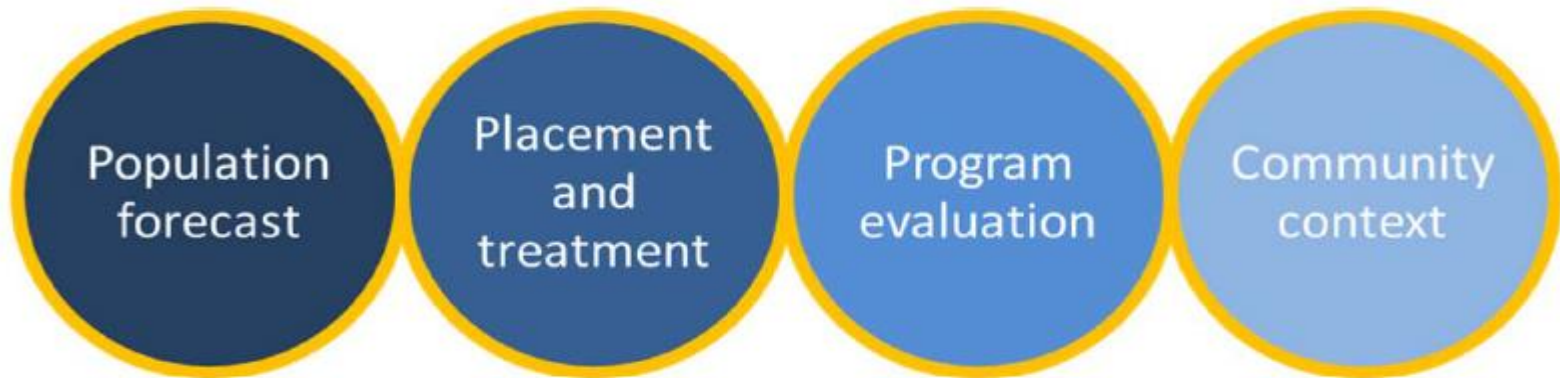 Population
forecast
Placement
and
treatment
Program
evaluation
Community
context